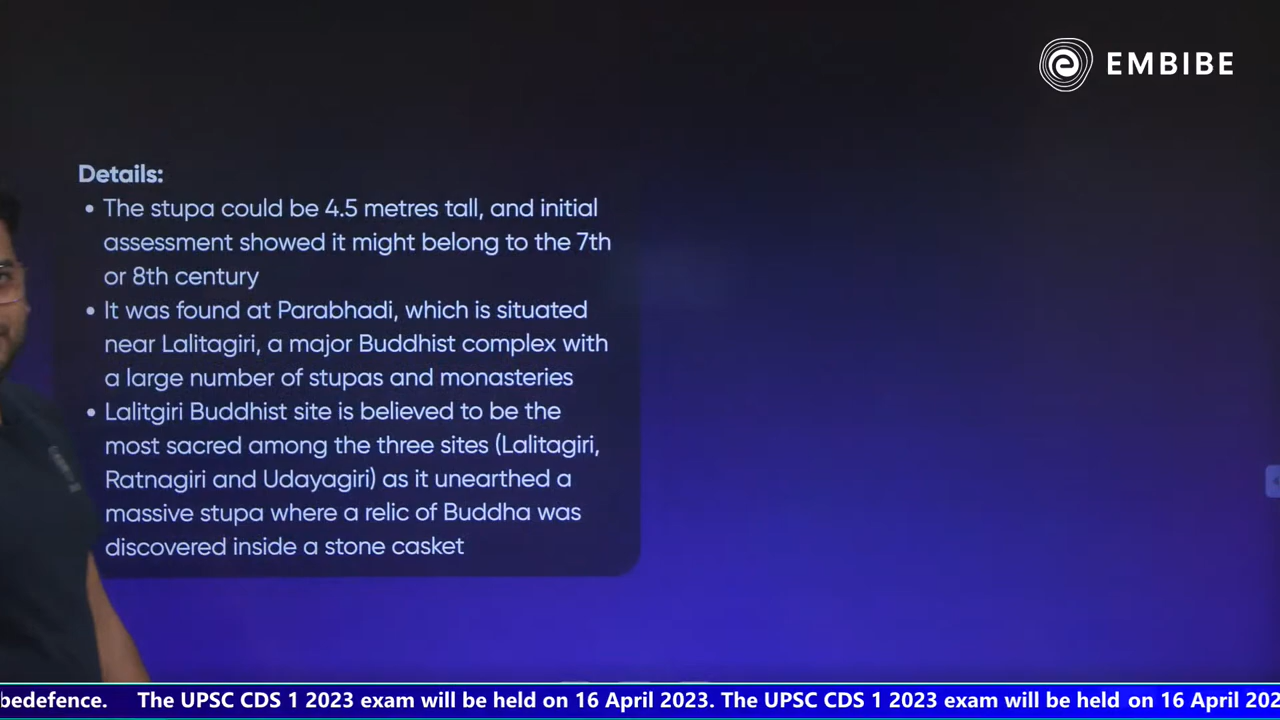 EMBIBE
Details:
• The stupa could be 4.5 metres tall, and initial
assessment showed it might belong to the 7th
or 8th century
• It was found at Parabhadi, which is situated
near Lalitagiri, a major Buddhist complex with
a large number of stupas and monasteries
• Lalitgiri Buddhist site is believed to be the
most sacred among the three sites (Lalitagiri,
Ratnagiri and Udayagiri) as it unearthed a
massive stupa where a relic of Buddha was
discovered inside a stone casket
bedefence. The UPSC CDS 1 2023 exam will be held on 16 April 2023. The UPSC CDS 1 2023 exam will be held on 16 April 202